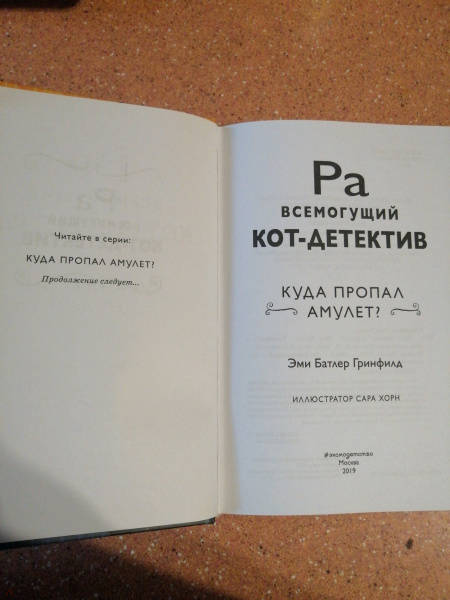 Читайте в серии:
КУДА ПРОПАЛ АМУЛЕТ?
Продолжение следует...
Ра
ВСЕМОГУЩИЙ
КОТ-ДЕТЕКТИВ
КУДА ПРОПАЛ
АМУЛЕТ?
Эми Батлер Гринфилд
ИЛЛЮСТРАТОР САРА ХОРН
#эксмодетство
Москва
2019